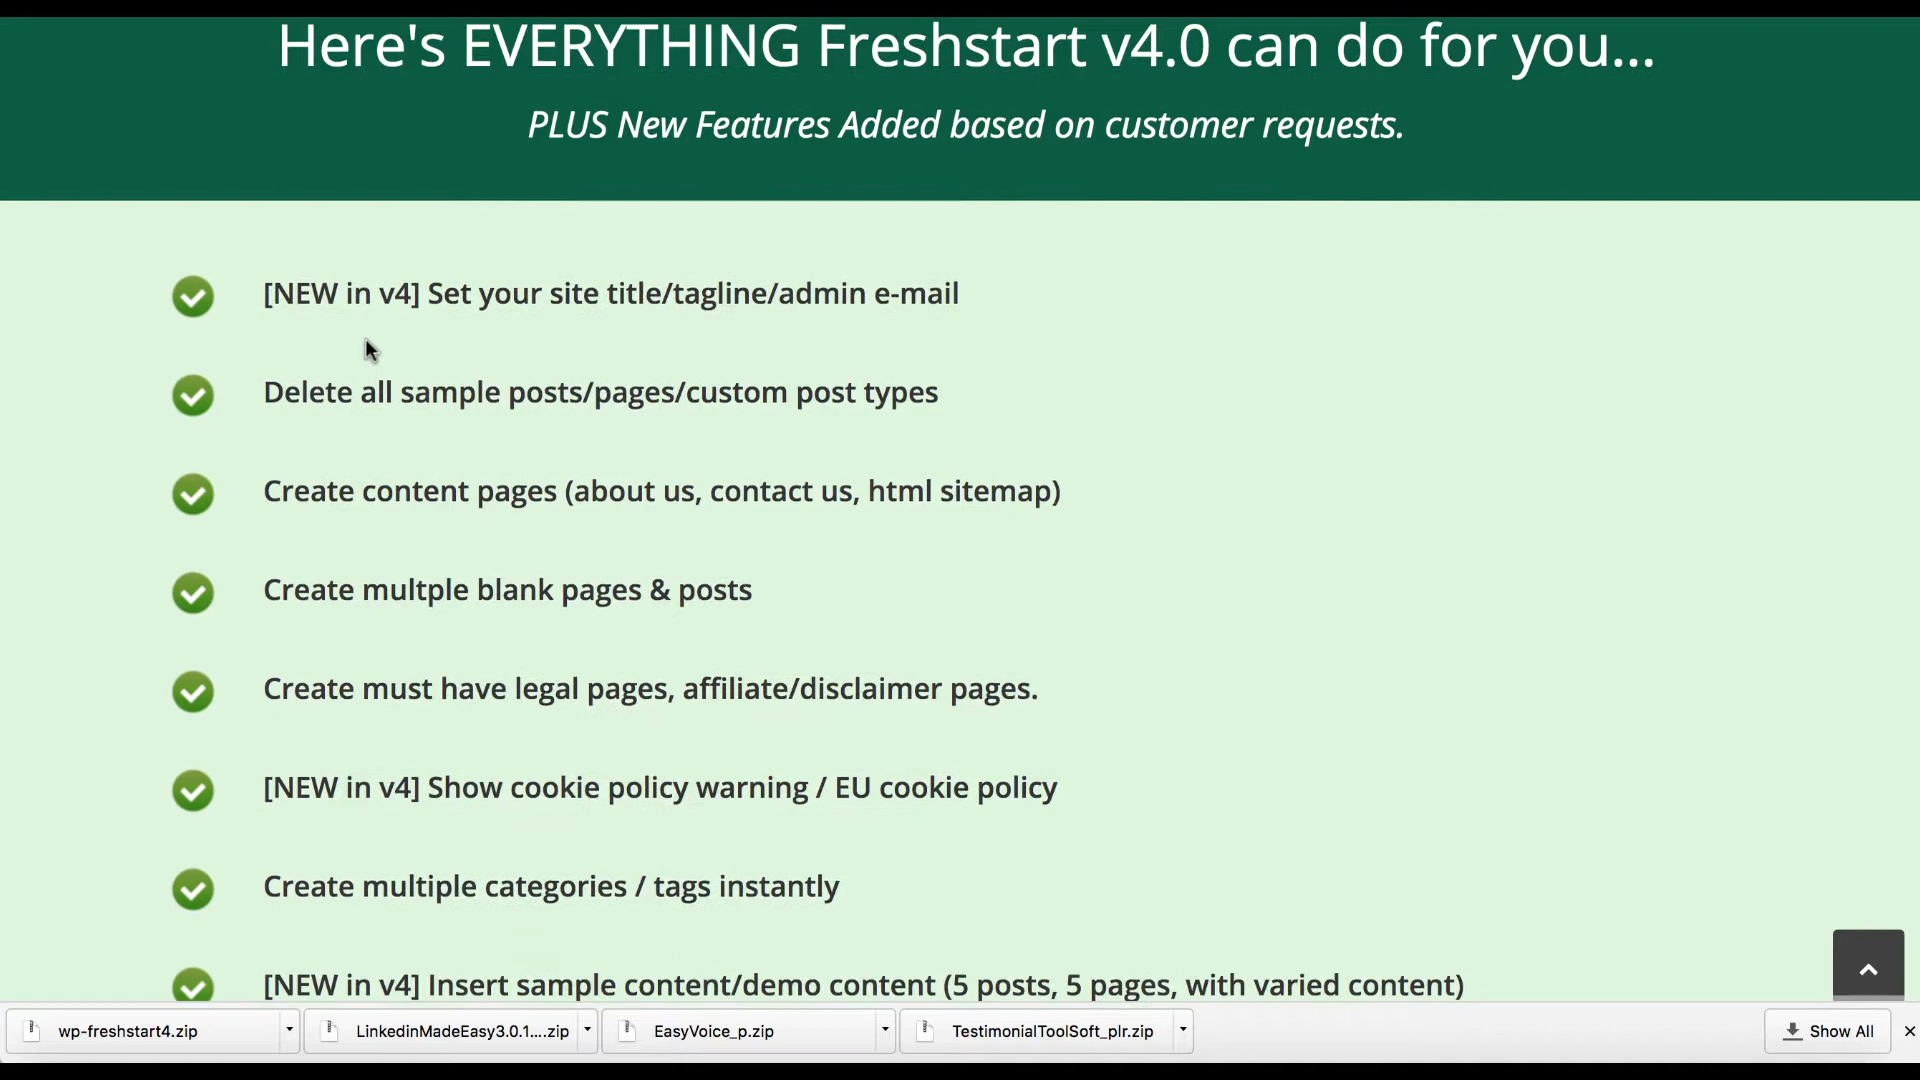 Here's EVERYTHING Freshstart v4.0 can do for you...
PLUS New Features Added based on customer requests.
[NEW in v4] Set your site title/tagline/admin e-mail
Delete all sample posts/pages/custom post types
Create content pages (about us, contact us, html sitemap)
Create multple blank pages & posts
Create must have legal pages, affiliate/disclaimer pages.
[NEW in v4] Show cookie policy warning / EU cookie policy
Create multiple categories / tags instantly
[NEW in v4] Insert sample content/demo content (5 posts, 5 pages, with varied content)
wp-freshstart4.zip
LinkedinMadeEasy3.0.1....zip
EasyVoice_p.zip
TestimonialToolSoft_plr.zip
Show All